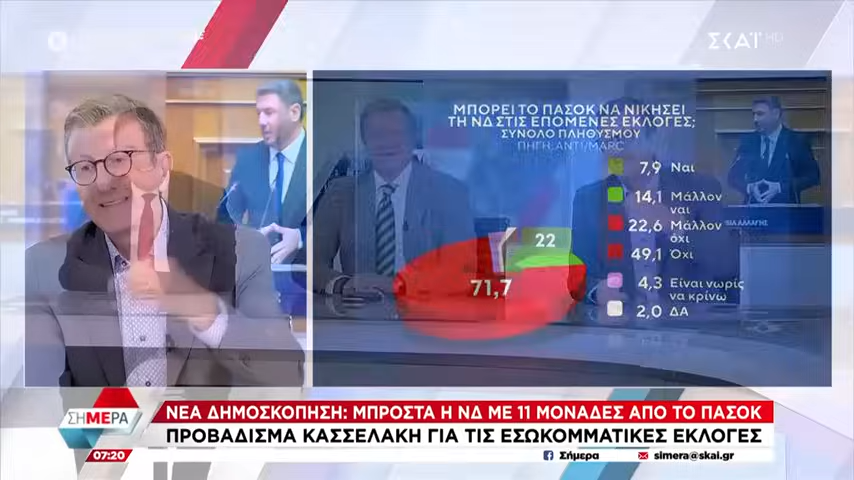 ΣΚΑΪ HD
ΜΠΟΡΕΙ ΤΟ ΠΑΣΟΚ ΝΑ ΝΙΚΗΣΕΙ
ΤΗ ΝΔ ΣΤΙΣ ΕΠΟΜΕΝΕΣ ΕΚΛΟΓΕΣ;
ΣΥΝΟΛΟ ΠΛΗΘΥΣΜΟΥ
ΠΗΓΗ: ΑΝΤ1/MARC
7,9 Ναί
14,1 Μάλλον
ναι
22,6 Μάλλον
όχι
49,1 Όχι
4,3 Είναι νωρίς
να κρίνω
2,0 ΔΑ
22
71,7
ΣΗΜΕΡΑ
07:20
ΝΕΑ ΔΗΜΟΣΚΟΠΗΣΗ: ΜΠΡΟΣΤΑ Η ΝΔ ΜΕ 11 ΜΟΝΑΔΕΣ ΑΠΟ ΤΟ ΠΑΣΟΚ
ΠΡΟΒΑΔΙΣΜΑ ΚΑΣΣΕΛΑΚΗ ΓΙΑ ΤΙΣ ΕΣΩΚΟΜΜΑΤΙΚΕΣ ΕΚΛΟΓΕΣ
Σήμερα
simera@skai.gr